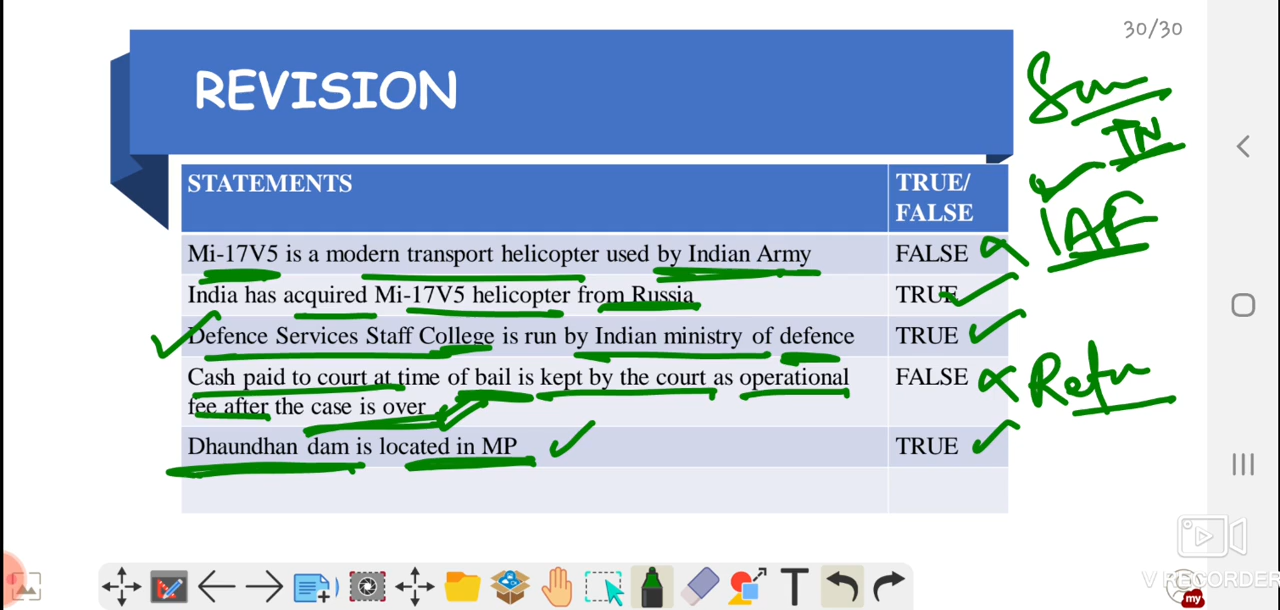 30/30
REVISION
STATEMENTS
TRUE/
FALSE
Mi-17V5 is a modern transport helicopter used by Indian Army
FALSE
India has acquired Mi-17V5 helicopter from Russia
TRUE
Defence Services Staff College is run by Indian ministry of defence
TRUE
Cash paid to court at time of bail is kept by the court as operational
fee after the case is over
FALSE
Dhaundhan dam is located in MP
TRUE
TN
IAF
T
V RECORDER
my